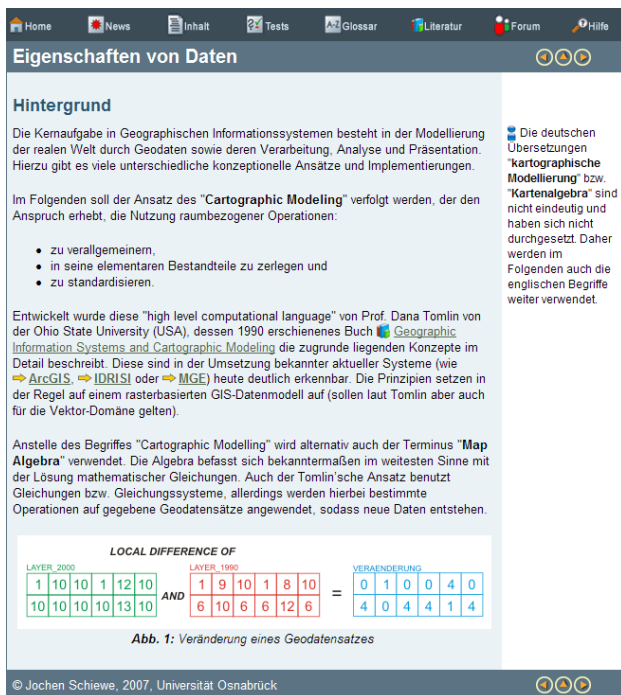 Home News Inhalt Tests Glossar Literatur Forum Hilfe
Eigenschaften von Daten
Hintergrund
Die Kernaufgabe in Geographischen Informationssystemen besteht in der Modellierung
der realen Welt durch Geodaten sowie deren Verarbeitung, Analyse und Präsentation.
Hierzu gibt es viele unterschiedliche konzeptionelle Ansätze und Implementierungen.
Im Folgenden soll der Ansatz des "Cartographic Modeling" verfolgt werden, der den
Anspruch erhebt, die Nutzung raumbezogener Operationen:
• zu verallgemeinern,
• in seine elementaren Bestandteile zu zerlegen und
• zu standardisieren.
Entwickelt wurde diese "high level computational language" von Prof. Dana Tomlin von
der Ohio State University (USA), dessen 1990 erschienenes Buch Geographic
Information Systems and Cartographic Modeling die zugrunde liegenden Konzepte im
Detail beschreibt. Diese sind in der Umsetzung bekannter aktueller Systeme (wie
ArcGIS, IDRISI oder MGE) heute deutlich erkennbar. Die Prinzipien setzen in
der Regel auf einem rasterbasierten GIS-Datenmodell auf (sollen laut Tomlin aber auch
für die Vektor-Domäne gelten).
Anstelle des Begriffes "Cartographic Modelling" wird alternativ auch der Terminus "Map
Algebra" verwendet. Die Algebra befasst sich bekanntermaßen im weitesten Sinne mit
der Lösung mathematischer Gleichungen. Auch der Tomlin'sche Ansatz benutzt
Gleichungen bzw. Gleichungssysteme, allerdings werden hierbei bestimmte
Operationen auf gegebene Geodatensätze angewendet, sodass neue Daten entstehen.
Die deutschen
Übersetzungen
"kartographische
Modellierung" bzw.
"Kartenalgebra" sind
nicht eindeutig und
haben sich nicht
durchgesetzt. Daher
werden im
Folgenden auch die
englischen Begriffe
weiter verwendet.
LOCAL DIFFERENCE OF
LAYER_2000 LAYER_1990 VERAENDERUNG
1 10 10 1 12 10 1 9 10 1 8 10 0 1 0 0 4 0
AND =
10 10 10 10 13 10 6 10 6 6 12 6 4 0 4 4 1 4
Abb. 1: Veränderung eines Geodatensatzes
© Jochen Schiewe, 2007, Universität Osnabrück